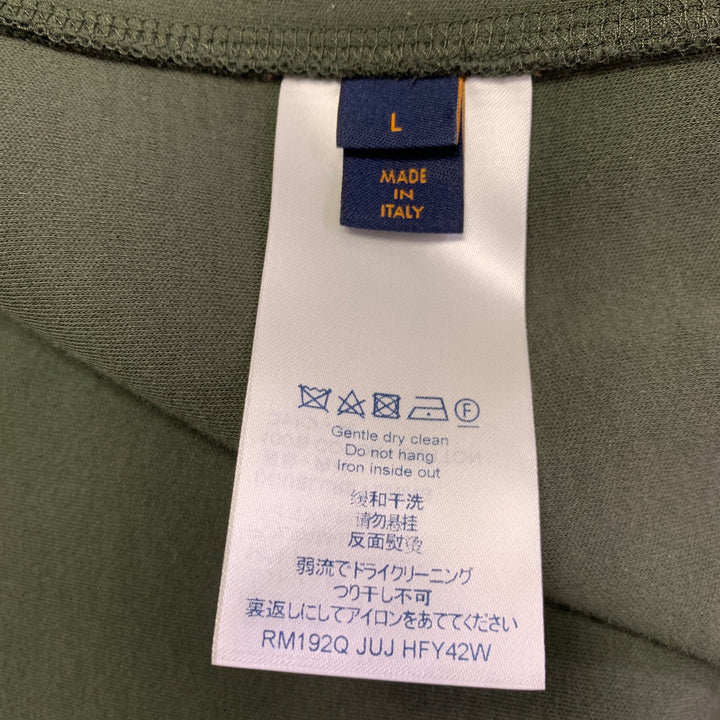 L
MADE
IN
ITALY
F
Gentle dry clean
Do not hang
Iron inside out
缓和干洗
请勿悬挂
反面熨烫
弱流でドライクリーニング
つり干し不可
裏返しにしてアイロンをあててください
RM192Q JUJ HFY42W